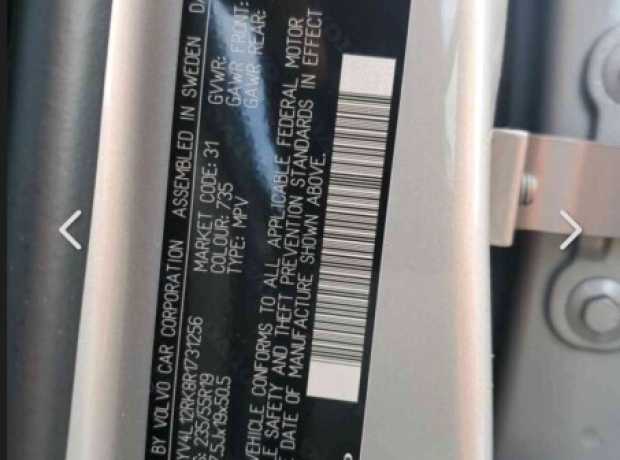 BY VOLVO CAR CORPORATION ASSEMBLED IN SWEDEN
YV4L12RK8R1731256 MARKET CODE: 31 GVWR:
235/55R19 COLOUR: 735 GAWR FRONT:
7.5Jx19x50.5 TYPE: MPV GAWR REAR:
VEHICLE CONFORMS TO ALL APPLICABLE FEDERAL MOTOR
SAFETY AND THEFT PREVENTION STANDARDS IN EFFECT
DATE OF MANUFACTURE SHOWN ABOVE.